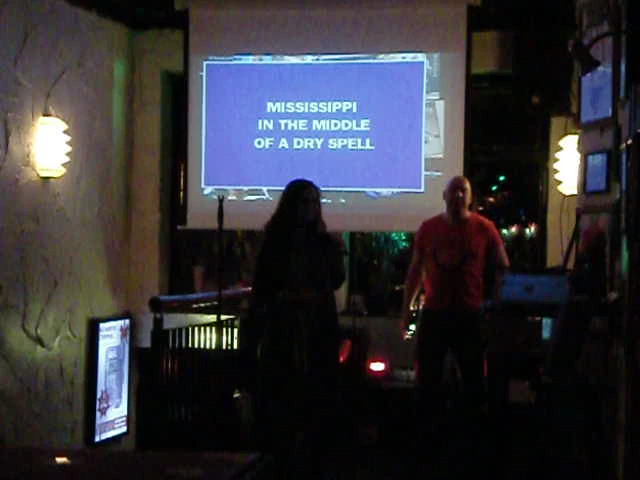 MISSISSIPPI
IN THE MIDDLE
OF A DRY SPELL